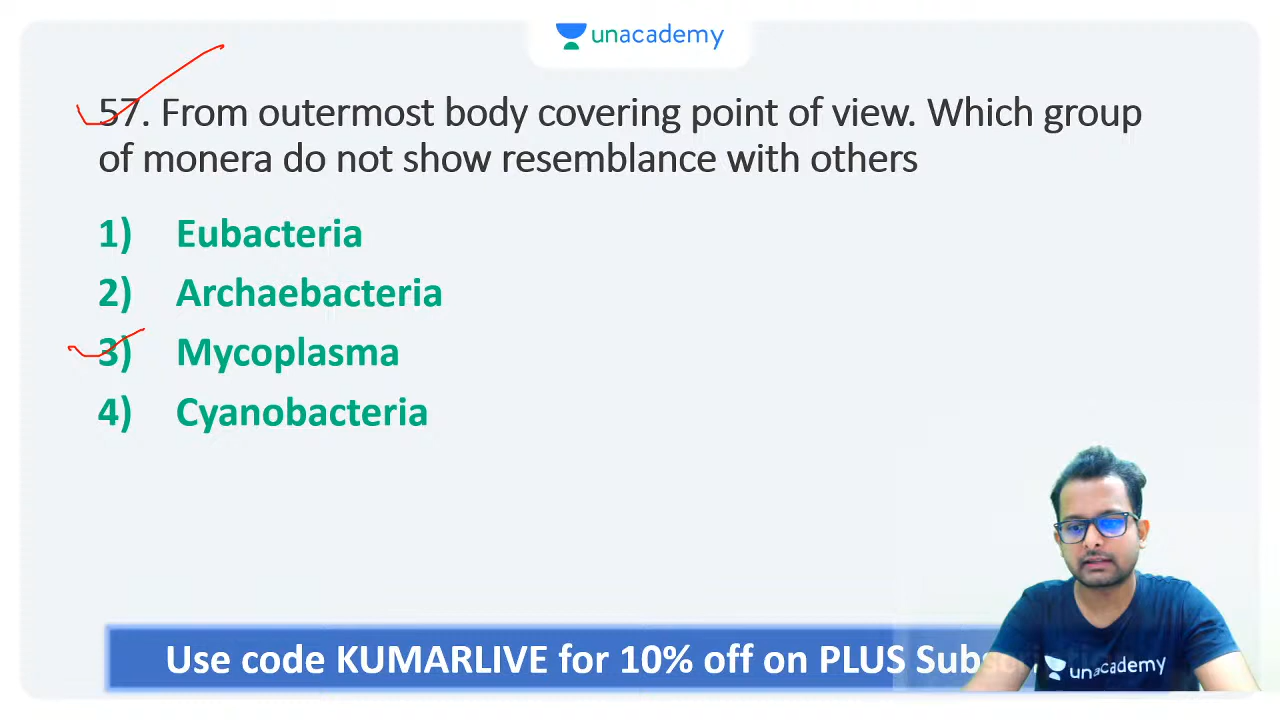 unacademy
57. From outermost body covering point of view. Which group
of monera do not show resemblance with others
1) Eubacteria
2) Archaebacteria
3) Mycoplasma
4) Cyanobacteria
Use code KUMARLIVE for 10% off on PLUS
unacademy